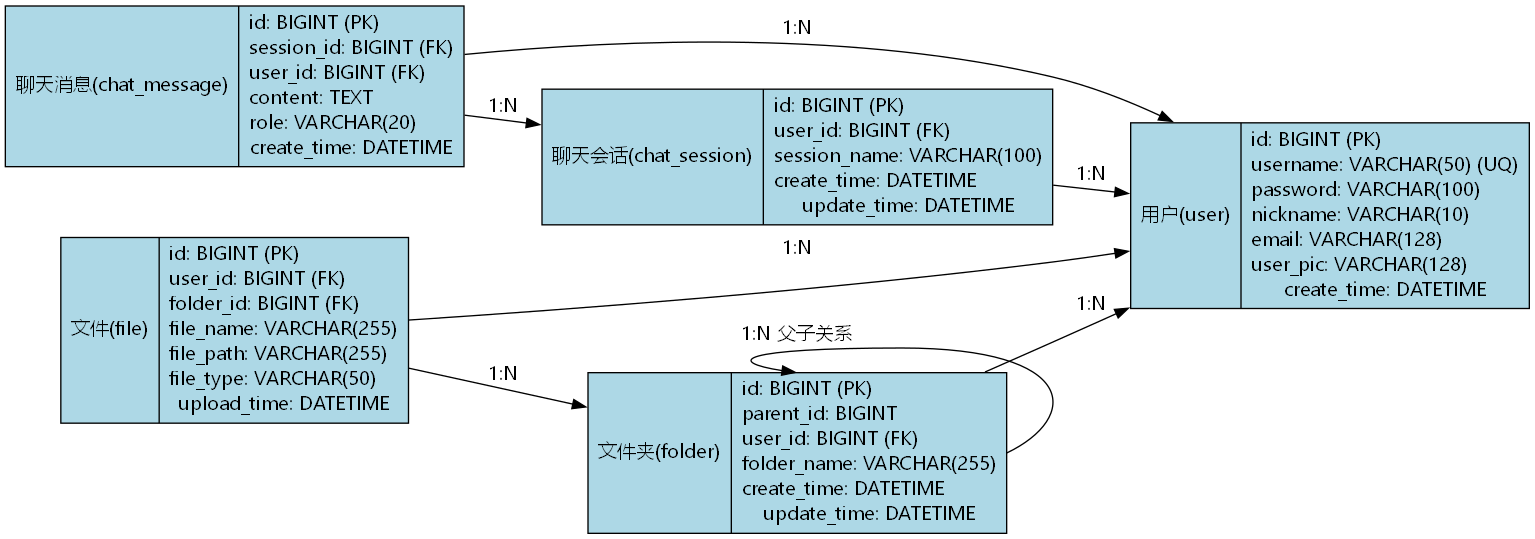 聊天消息(chat_message)
id: BIGINT (PK)
session_id: BIGINT (FK)
user_id: BIGINT (FK)
content: TEXT
role: VARCHAR(20)
create_time: DATETIME
1:N
1:N
聊天会话(chat_session)
id: BIGINT (PK)
user_id: BIGINT (FK)
session_name: VARCHAR(100)
create_time: DATETIME
update_time: DATETIME
1:N
用户(user)
id: BIGINT (PK)
username: VARCHAR(50) (UQ)
password: VARCHAR(100)
nickname: VARCHAR(10)
email: VARCHAR(128)
user_pic: VARCHAR(128)
create_time: DATETIME
文件(file)
id: BIGINT (PK)
user_id: BIGINT (FK)
folder_id: BIGINT (FK)
file_name: VARCHAR(255)
file_path: VARCHAR(255)
file_type: VARCHAR(50)
upload_time: DATETIME
1:N
1:N
1:N 父子关系
1:N
文件夹(folder)
id: BIGINT (PK)
parent_id: BIGINT
user_id: BIGINT (FK)
folder_name: VARCHAR(255)
create_time: DATETIME
update_time: DATETIME